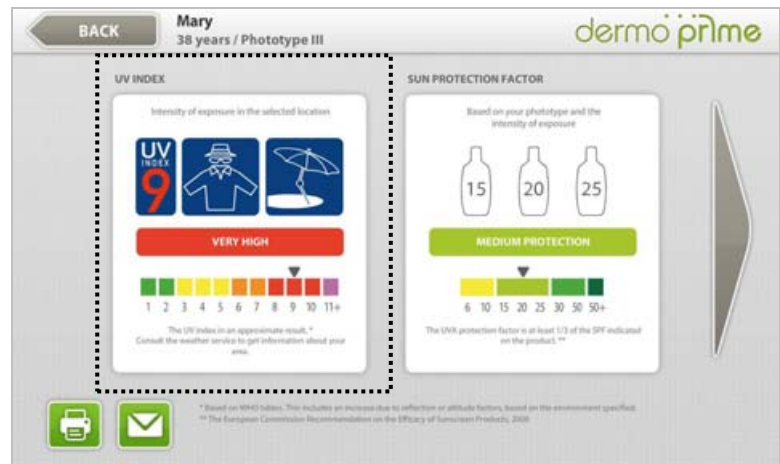 BACK
Mary
38 years / Phototype III
dermo prime
UV INDEX
Intensity of exposure in the selected location
UV
INDEX
9
VERY HIGH
1 2 3 4 5 6 7 8 9 10 11+
The UV index in an approximate result. *
Consult the weather service to get information about your
area.
SUN PROTECTION FACTOR
Based on your phototype and the
intensity of exposure
15 20 25
MEDIUM PROTECTION
6 10 15 20 25 30 50 50+
The UVA protection factor is at least 1/3 of the SPF indicated
on the product. **
* Based on WHO tables. This includes an increase due to reflection or altitude factors, based on the environment specified.
** The European Commission Recommendation on the Efficacy of Sunscreen Products, 2006